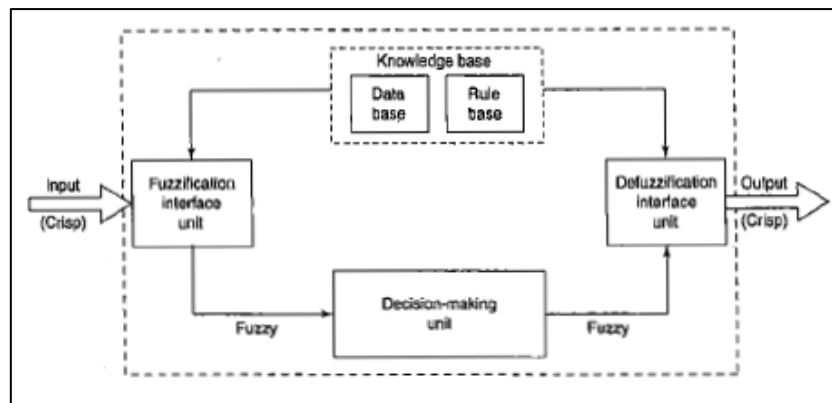 Knowledge base
Data
base
Rule
base
Input
(Crisp)
Fuzzification
interface
unit
Defuzzification
interface
unit
Output
(Crisp)
Decision-making
unit
Fuzzy
Fuzzy